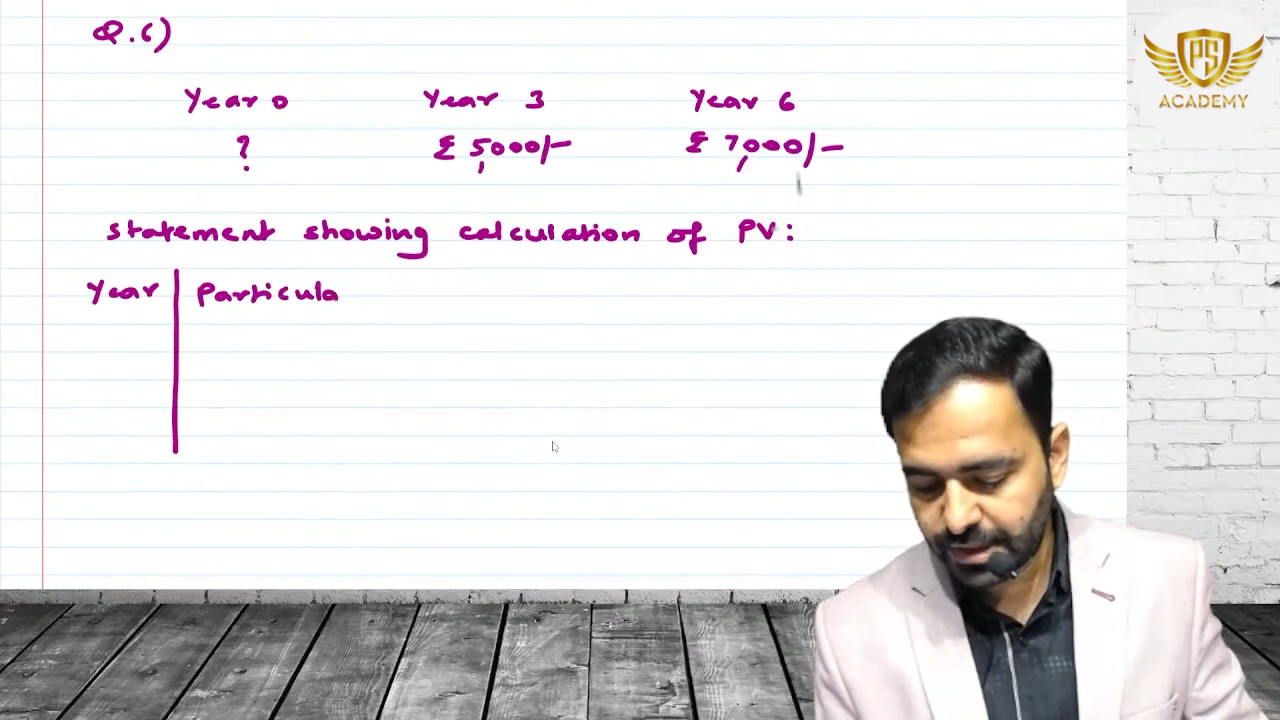 Q.6)
Year 0 Year 3 Year 6
? ₹ 5,000/- ₹ 7,000/-
statement showing calculation of PV:
Year Particula
PS
ACADEMY